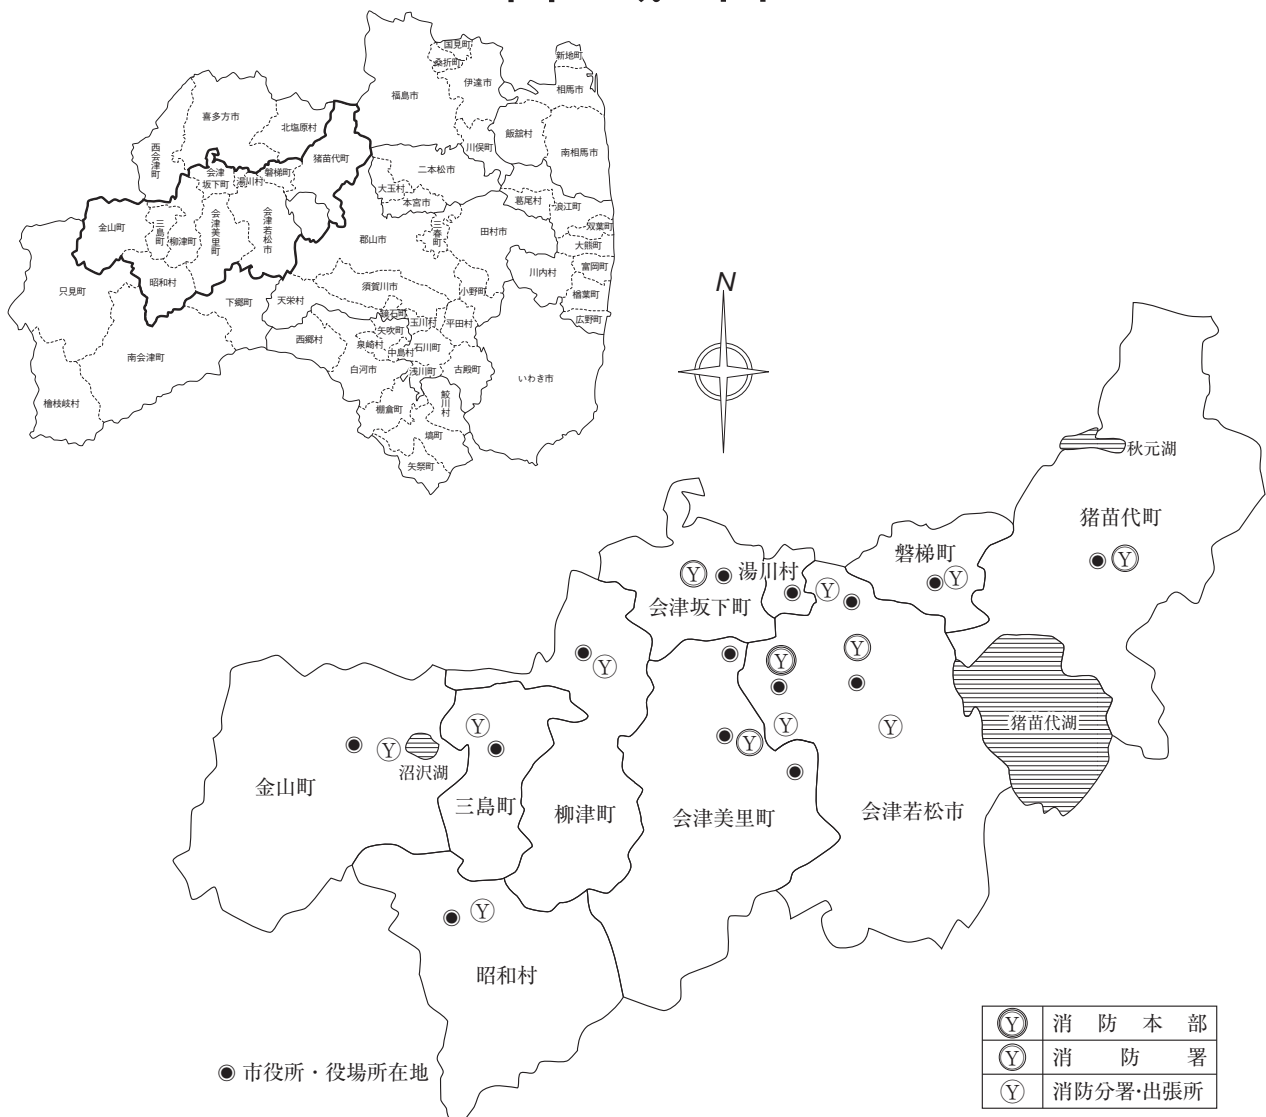 国見町
桑折町
新地町
伊達市
福島市
相馬市
喜多方市
北塩原村
飯舘村
西会津町
猪苗代町
川俣町
南相馬市
会津坂下町
湯川村
磐梯町
二本松市
大玉村
本宮市
葛尾村
浪江町
金山町
三島町
柳津町
会津美里町
会津若松市
郡山市
三春町
田村市
双葉町
大熊町
富岡町
川内村
只見町
昭和村
下郷町
天栄村
須賀川市
小野町
楢葉町
広野町
鏡石町
矢吹町
玉川村
平田村
西郷村
泉崎村
中島村
石川町
南会津町
白河市
浅川町
古殿町
いわき市
檜枝岐村
棚倉町
鮫川村
塙町
矢祭町
N
秋元湖
猪苗代町
Y
磐梯町
Y
湯川村
Y
会津坂下町
Y
Y
Y
Y
Y
Y
猪苗代湖
Y
Y
Y
沼沢湖
金山町
三島町
柳津町
会津美里町
会津若松市
Y
昭和村
市役所・役場所在地
Y 消防本部
Y 消防署
Y 消防分署・出張所